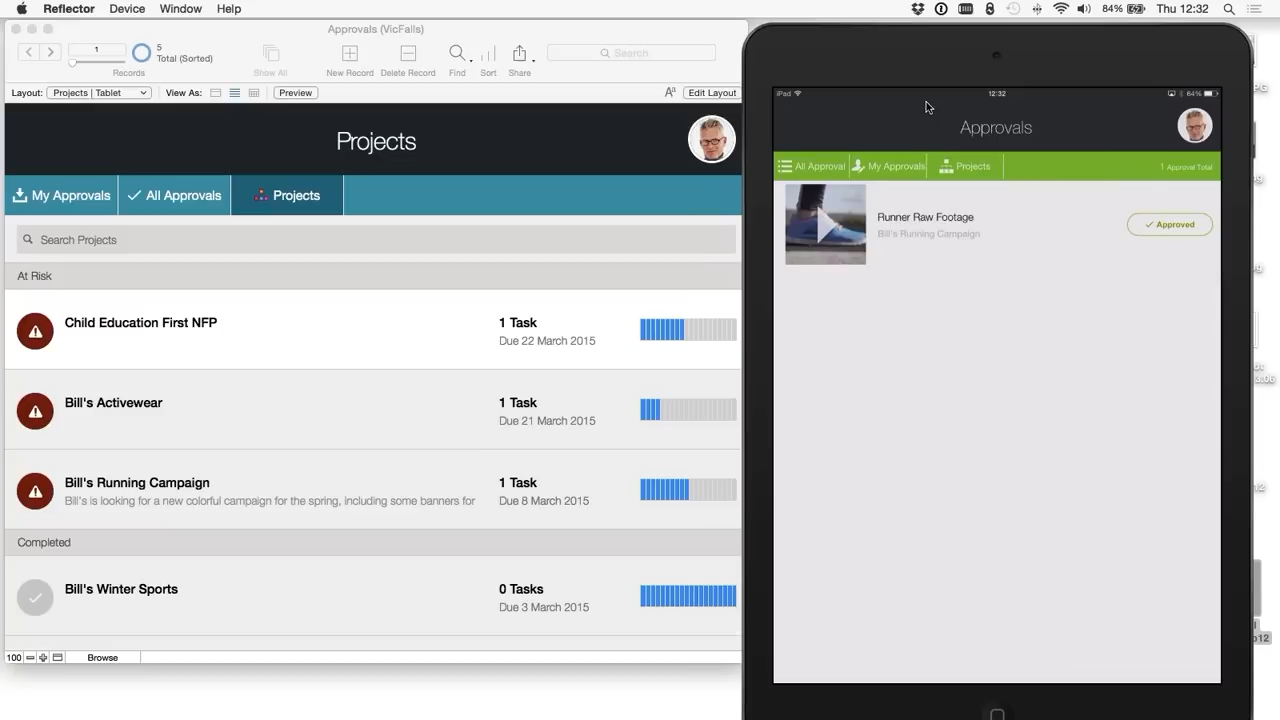 Reflector Device Window Help
84% Thu 12:32
Approvals (VicFalls)
1
5
Total (Sorted)
Records
Show All
New Record
Delete Record
Find
Sort
Share
Search
Layout: Projects | Tablet View As: Preview
Aª Edit Layout
Projects
My Approvals
All Approvals
Projects
Search Projects
At Risk
Child Education First NFP
1 Task
Due 22 March 2015
Bill's Activewear
1 Task
Due 21 March 2015
Bill's Running Campaign
Bill's is looking for a new colorful campaign for the spring, including some banners for
1 Task
Due 8 March 2015
Completed
Bill's Winter Sports
0 Tasks
Due 3 March 2015
100 Browse
iPad 12:32 64%
Approvals
All Approval
My Approvals
Projects
1 Approval Total
Runner Raw Footage
Bill's Running Campaign
Approved